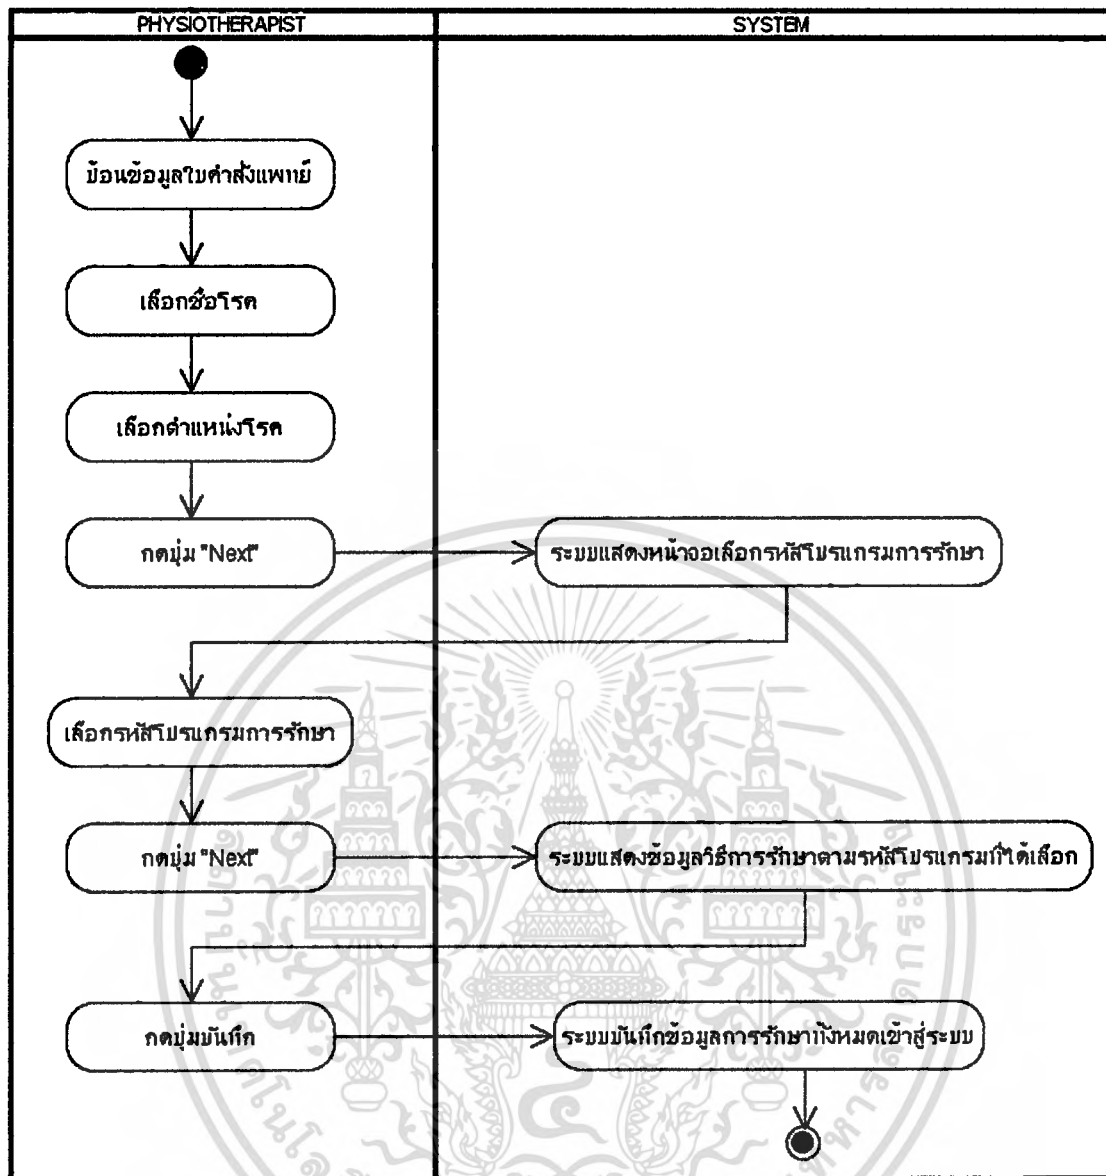 PHYSIOTHERAPIST
SYSTEM
ป้อนข้อมูลใบคำสั่งแพทย์
เลือกชื่อโรค
เลือกตำแหน่งโรค
กดปุ่ม "Next"
ระบบแสดงหน้าจอเลือกรหัสโปรแกรมการรักษา
เลือกรหัสโปรแกรมการรักษา
กดปุ่ม "Next"
ระบบแสดงข้อมูลวิธีการรักษาตามรหัสโปรแกรมที่ได้เลือก
กดปุ่มบันทึก
ระบบบันทึกข้อมูลการรักษาทั้งหมดเข้าสู่ระบบ